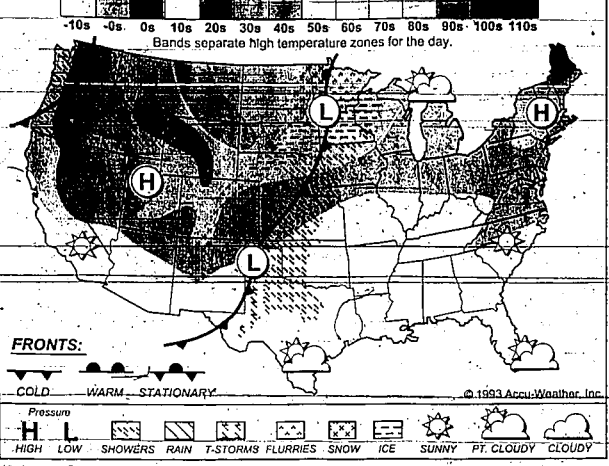 -10s -0s 0s 10s 20s 30s 40s 50s 60s 70s 80s 90s 100s 110s
Bands separate high temperature zones for the day.
L
H
H
L
FRONTS:
COLD WARM STATIONARY
© 1993 Accu-Weather, Inc.
Pressure
H L
HIGH LOW SHOWERS RAIN T-STORMS FLURRIES SNOW ICE SUNNY PT. CLOUDY CLOUDY